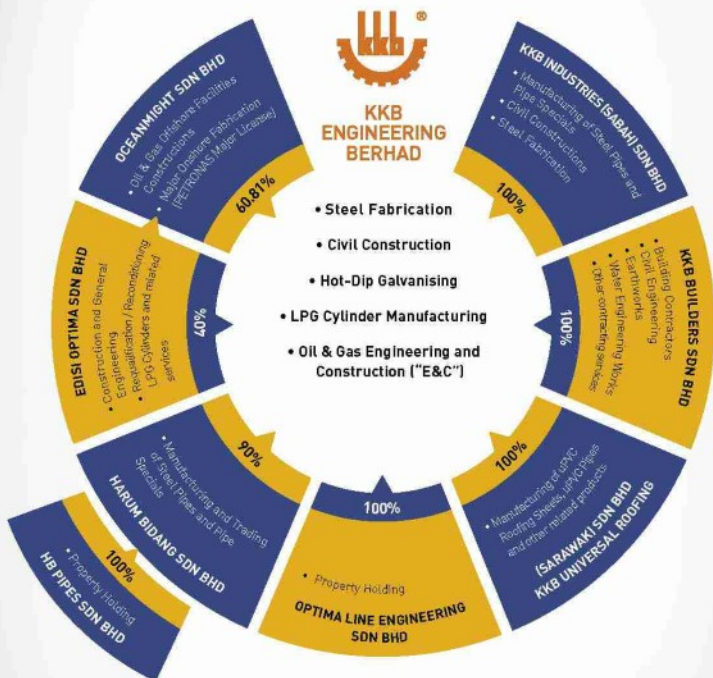 kkb
®
KKB
ENGINEERING
BERHAD
• Steel Fabrication
• Civil Construction
• Hot-Dip Galvanising
• LPG Cylinder Manufacturing
• Oil & Gas Engineering and
Construction (“E&C”)
KKB INDUSTRIES (SABAH) SDN BHD
• Manufacturing of Steel Pipes and
Pipe Specials
• Civil Constructions
• Steel Fabrication
100%
KKB BUILDERS SDN BHD
• Building Contractors
• Civil Engineering
• Earthworks
• Water Engineering Works
• Other contracting services
100%
100%
• Manufacturing of uPVC
Roofing Sheets, uPVC Pipes
and other related products
(SARAWAK) SDN BHD
KKB UNIVERSAL ROOFING
100%
• Property Holding
OPTIMA LINE ENGINEERING
SDN BHD
90%
• Manufacturing and Trading
of Steel Pipes and Pipe
Specials
HARUM BIDANG SDN BHD
100%
• Property Holding
HB PIPES SDN BHD
EDISI OPTIMA SDN BHD
• Construction and General
Engineering
• Requalification / Reconditioning
LPG Cylinders and related
services
40%
OCEANMIGHT SDN BHD
• Oil & Gas Offshore Facilities
Constructions
• Major Onshore Fabrication
(PETRONAS Major License)
60.81%